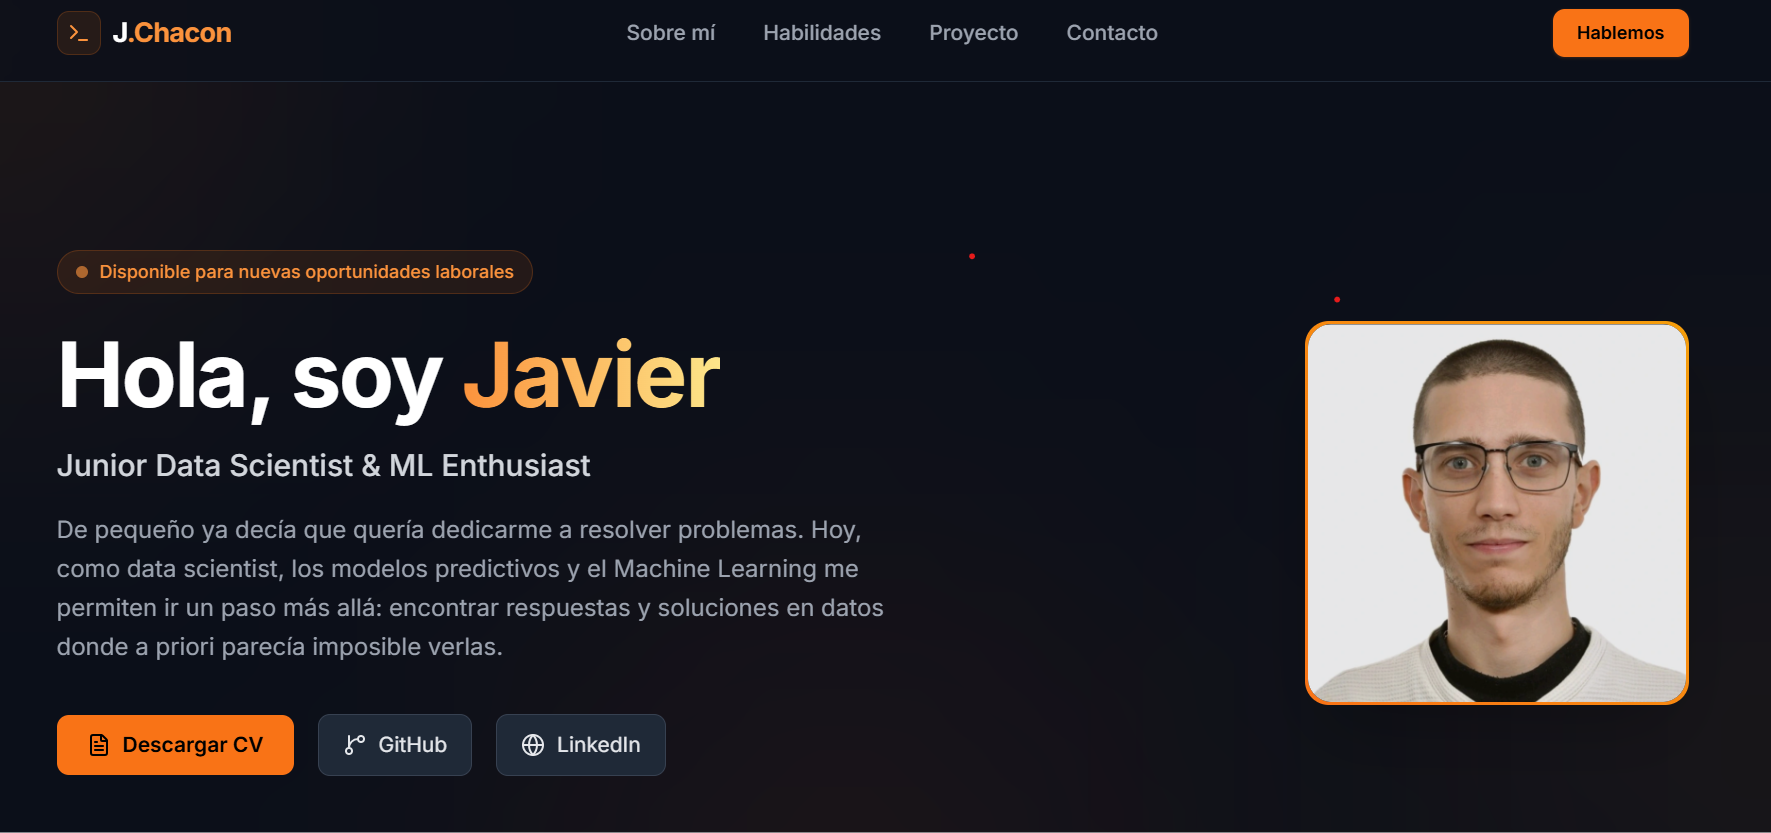 J.Chacon
Sobre mí
Habilidades
Proyecto
Contacto
Hablemos
Disponible para nuevas oportunidades laborales
Hola, soy Javier
Junior Data Scientist & ML Enthusiast
De pequeño ya decía que quería dedicarme a resolver problemas. Hoy,
como data scientist, los modelos predictivos y el Machine Learning me
permiten ir un paso más allá: encontrar respuestas y soluciones en datos
donde a priori parecía imposible verlas.
Descargar CV
GitHub
LinkedIn